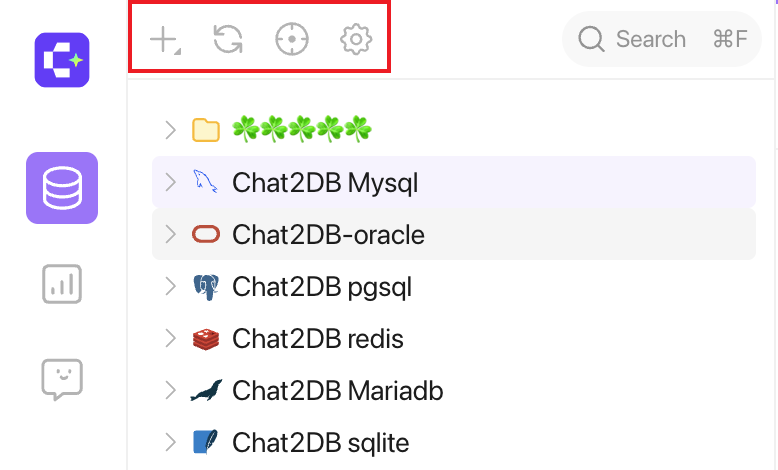 Search ⌘F
☘☘☘☘☘
Chat2DB Mysql
Chat2DB-oracle
Chat2DB pgsql
Chat2DB redis
Chat2DB Mariadb
Chat2DB sqlite